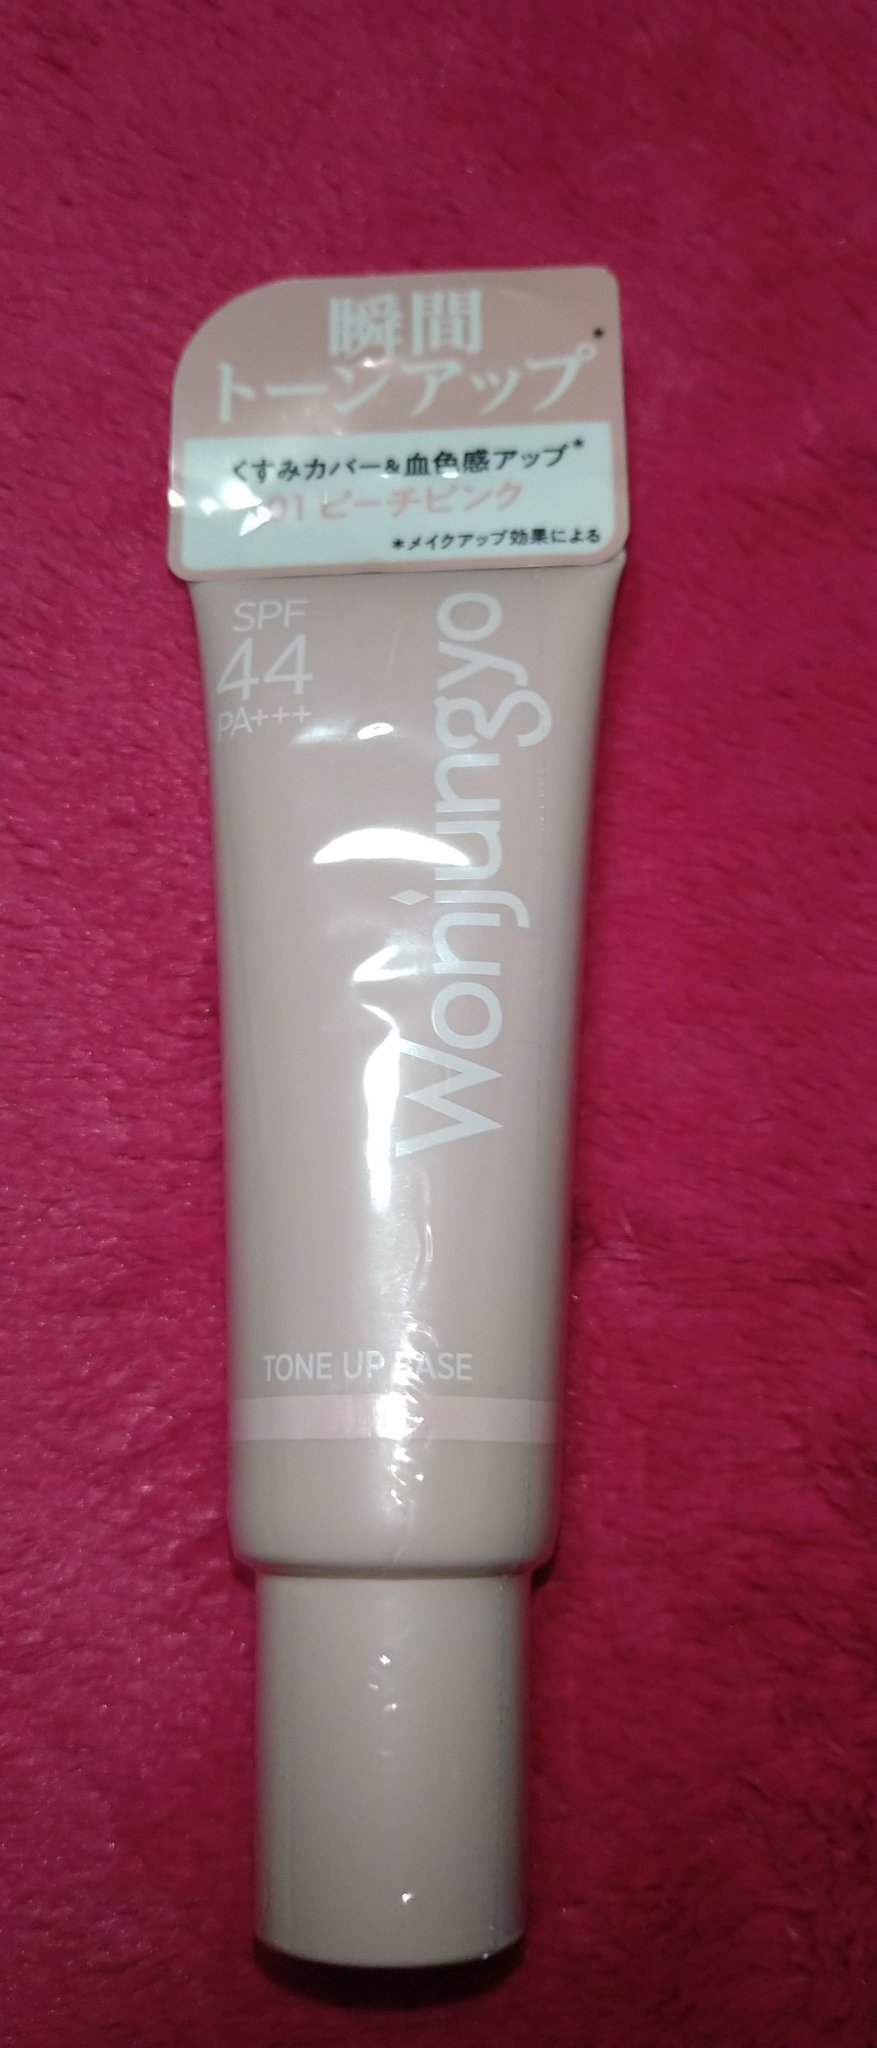 瞬間
トーンアップ*
くすみカバー&血色感アップ*
01 ピーチピンク
*メイクアップ効果による
SPF
44
PA+++
Wonjungyo
TONE UP BASE